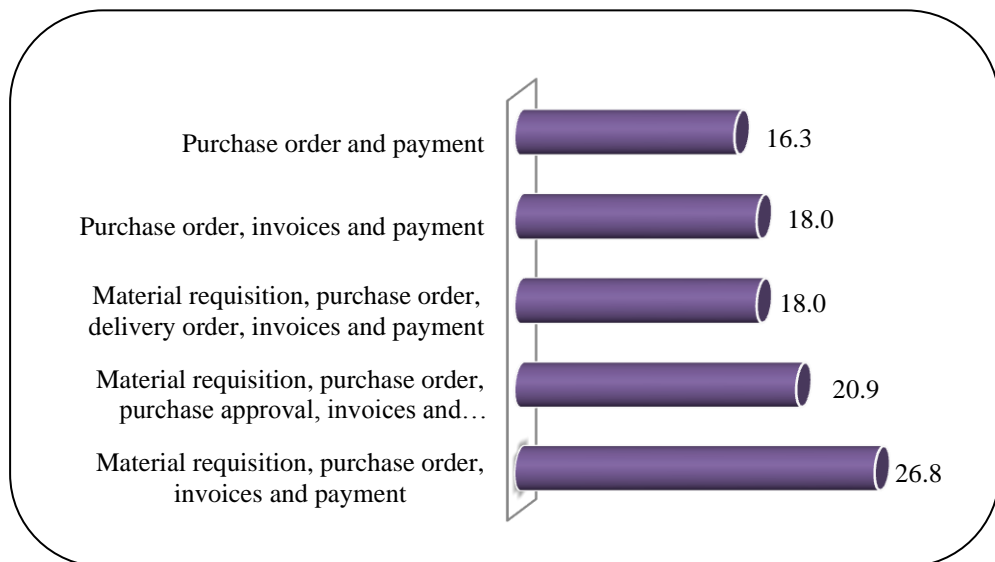 Purchase order and payment
16.3
Purchase order, invoices and payment
18.0
Material requisition, purchase order,
delivery order, invoices and payment
18.0
Material requisition, purchase order,
purchase approval, invoices and…
20.9
Material requisition, purchase order,
invoices and payment
26.8